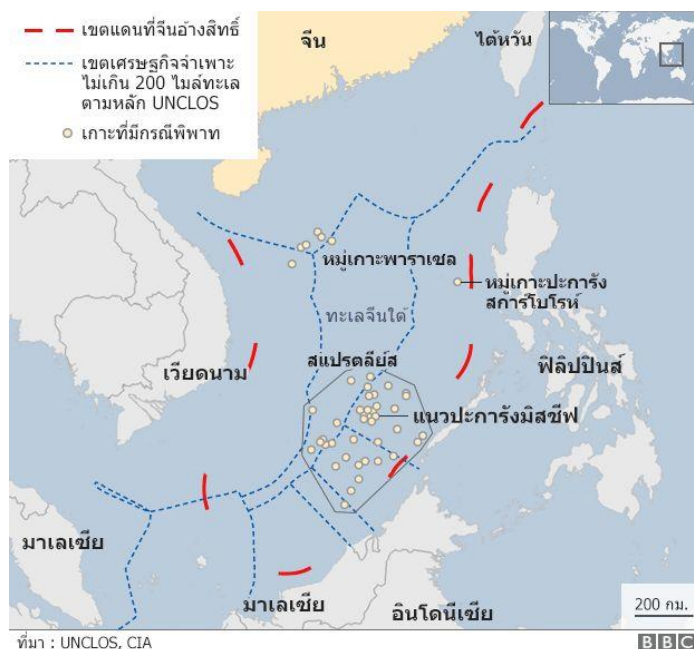 เขตแดนที่จีนอ้างสิทธิ์
เขตเศรษฐกิจจำเพาะ
ไม่เกิน 200 ไมล์ทะเล
ตามหลัก UNCLOS
เกาะที่มีกรณีพิพาท
จีน
ไต้หวัน
หมู่เกาะพาราเซล
หมู่เกาะปะการัง
สการ์โบโรห์
ทะเลจีนใต้
สแปรตลีย์ส
เวียดนาม
ฟิลิปปินส์
แนวปะการังมิสชีฟ
มาเลเซีย
มาเลเซีย
อินโดนีเซีย
200 กม.
ที่มา : UNCLOS, CIA
BBC